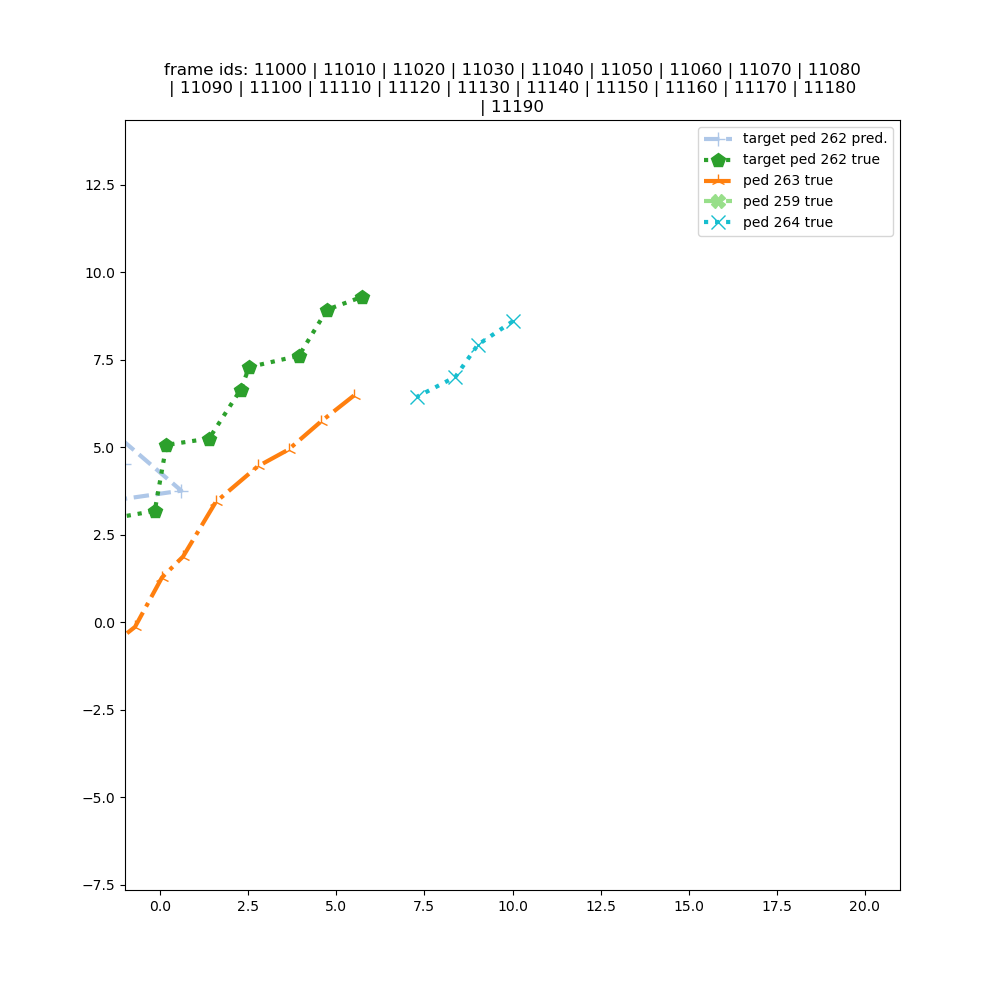 frame ids: 11000 | 11010 | 11020 | 11030 | 11040 | 11050 | 11060 | 11070 | 11080
| 11090 | 11100 | 11110 | 11120 | 11130 | 11140 | 11150 | 11160 | 11170 | 11180
| 11190
target ped 262 pred.
target ped 262 true
ped 263 true
ped 259 true
ped 264 true
12.5
10.0
7.5
5.0
2.5
0.0
−2.5
−5.0
−7.5
0.0 2.5 5.0 7.5 10.0 12.5 15.0 17.5 20.0